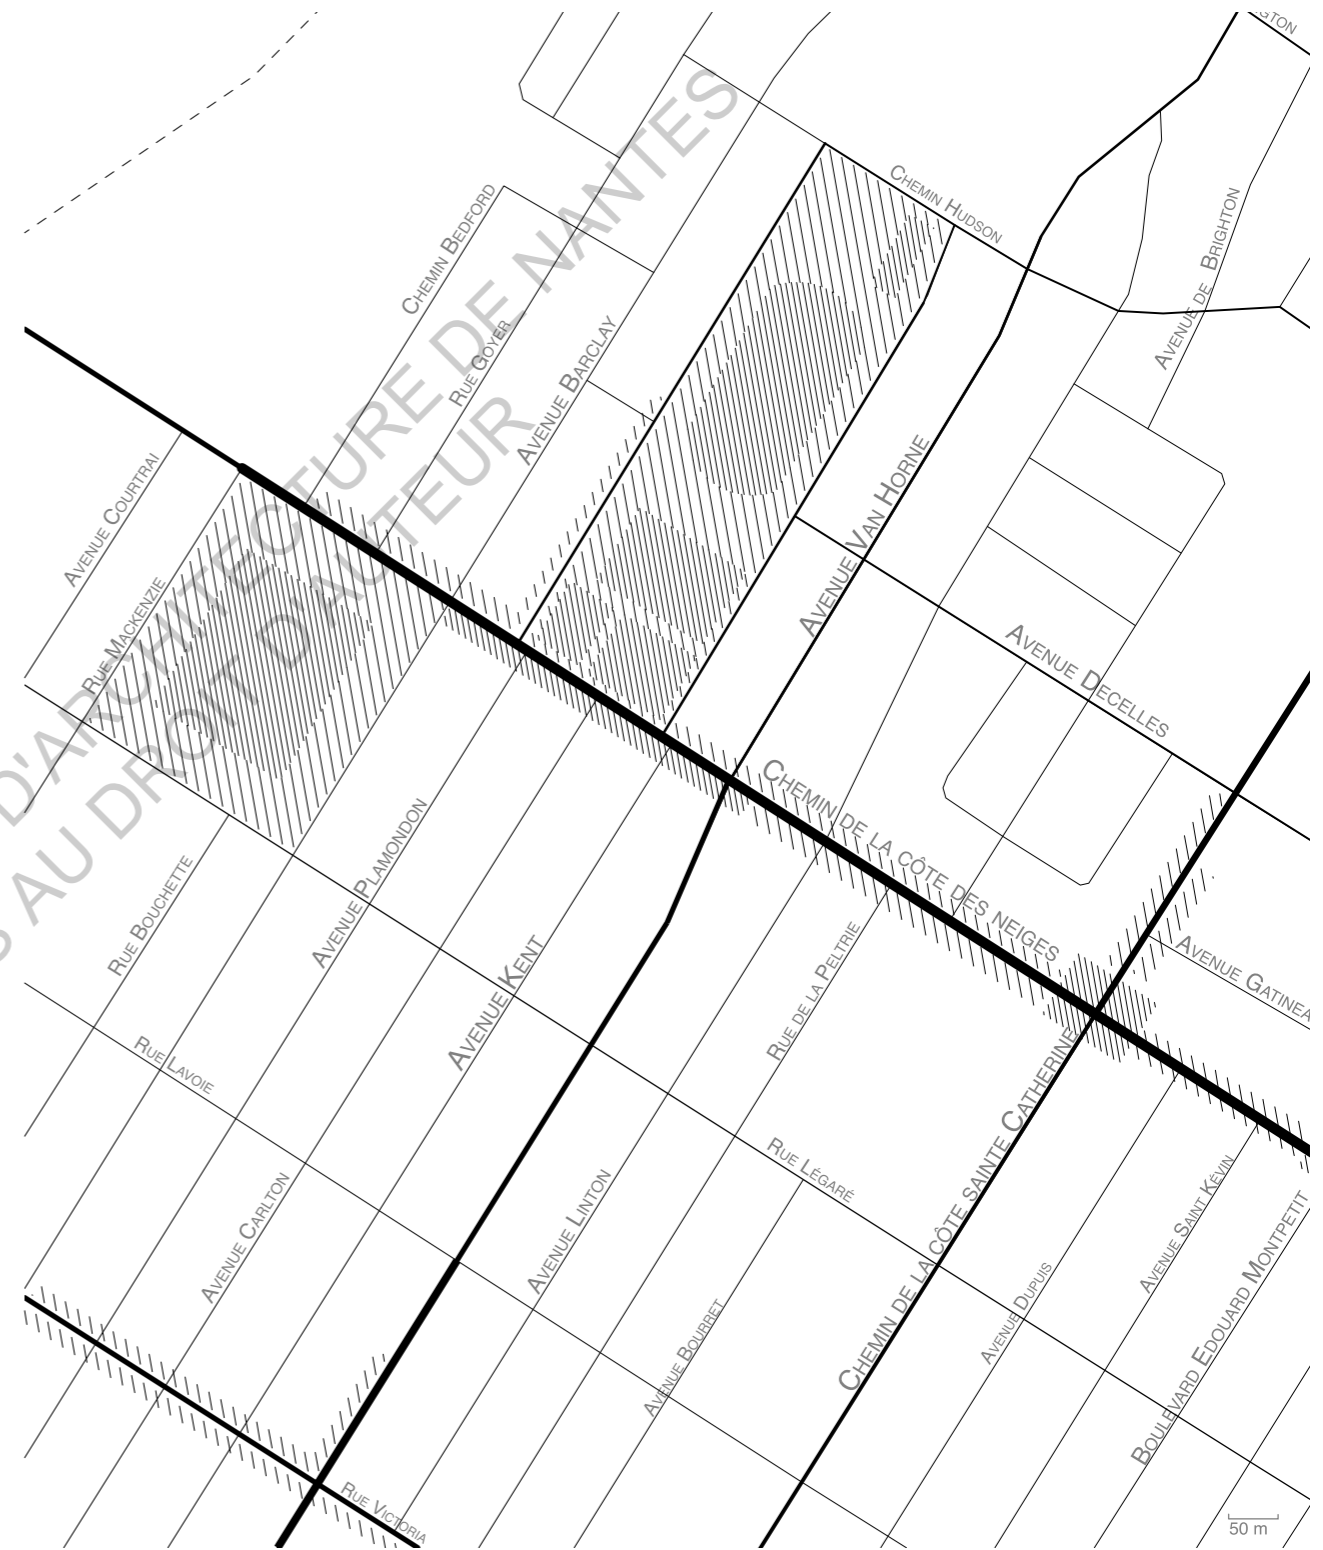 GTON
CHEMIN HUDSON
CHEMIN BEDFORD
AVENUE DE BRIGHTON
RUE GOYER
AVENUE BARCLAY
AVENUE COURTRAI
AVENUE VAN HORNE
RUE MACKENZIE
AVENUE DECELLES
D'ARCHITECTURE DE NANTES
AU DROIT D'AUTEUR
CHEMIN DE LA CÔTE DES NEIGES
AVENUE PLAMONDON
RUE BOUCHETTE
AVENUE KENT
RUE DE LA PELTRIE
AVENUE GATINEA
RUE LAVOIE
CHEMIN DE LA CÔTE SAINTE CATHERINE
RUE LÉGARÉ
AVENUE CARLTON
AVENUE LINTON
AVENUE SAINT KÉVIN
BOULEVARD EDOUARD MONTPETIT
AVENUE DUPUIS
AVENUE BOURRET
RUE VICTORIA
50 m